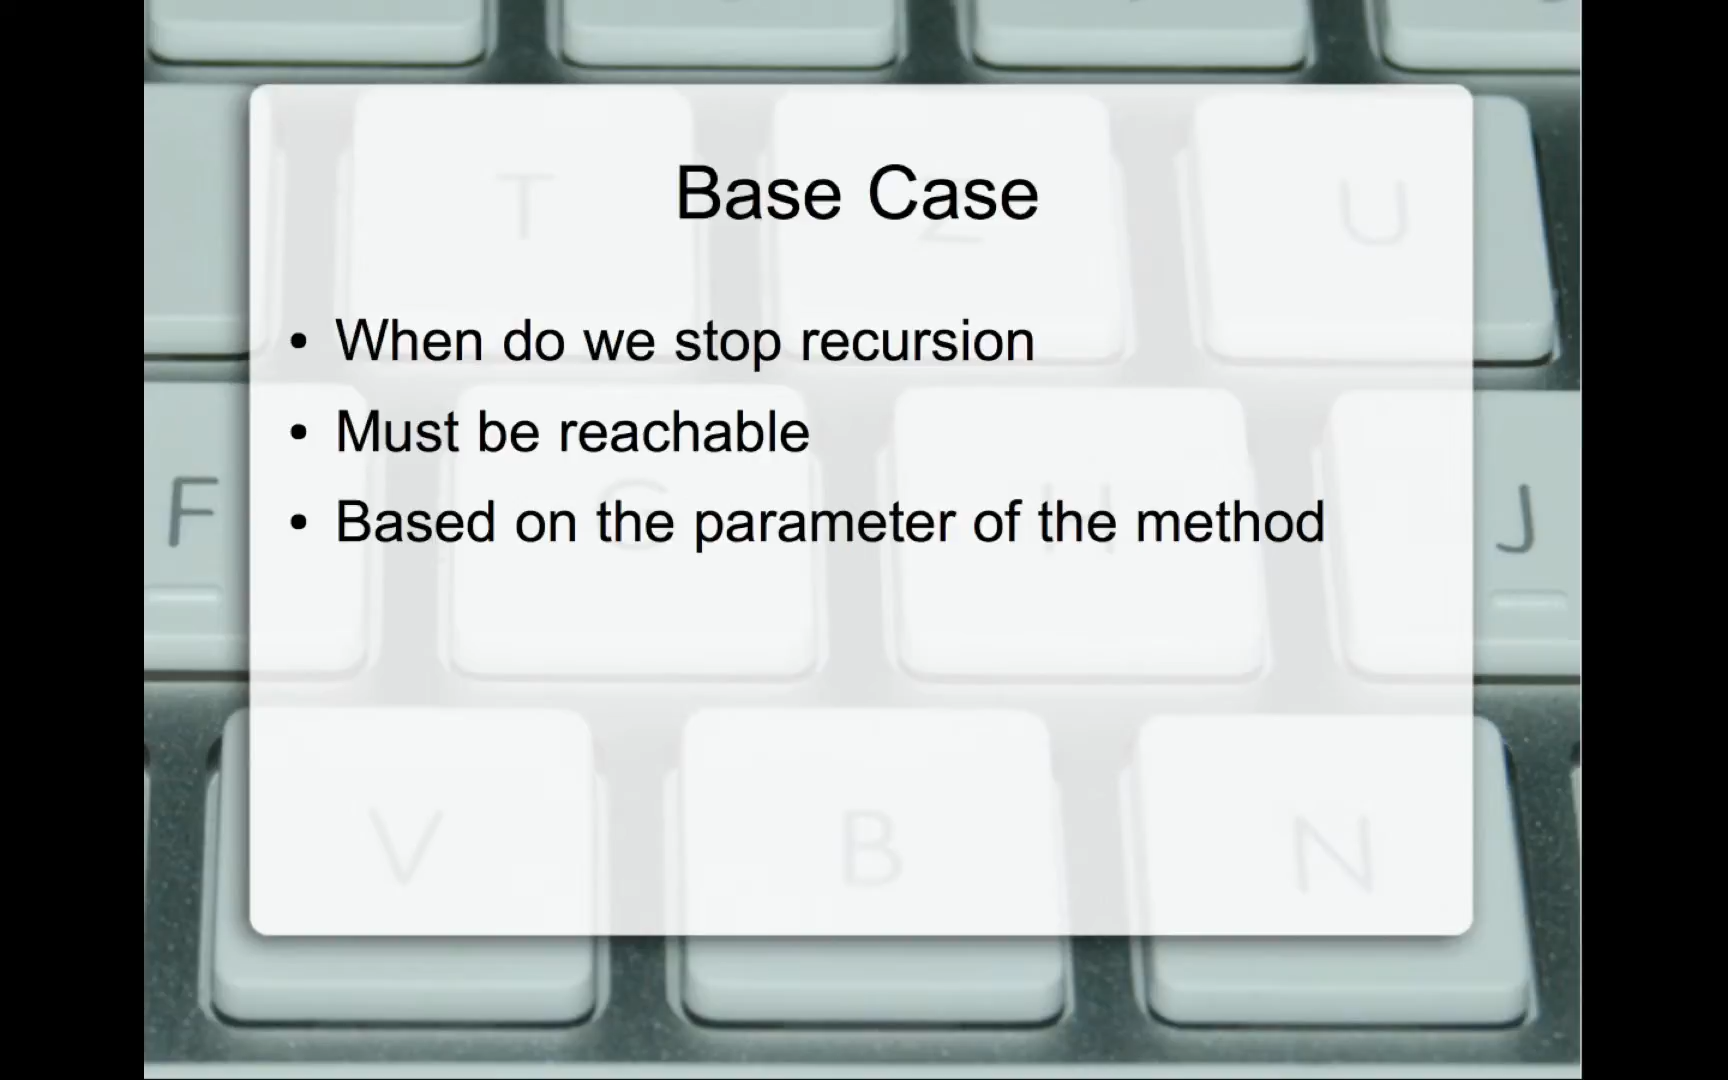 Base Case
• When do we stop recursion
• Must be reachable
• Based on the parameter of the method
T Z U
F G H J
V B N